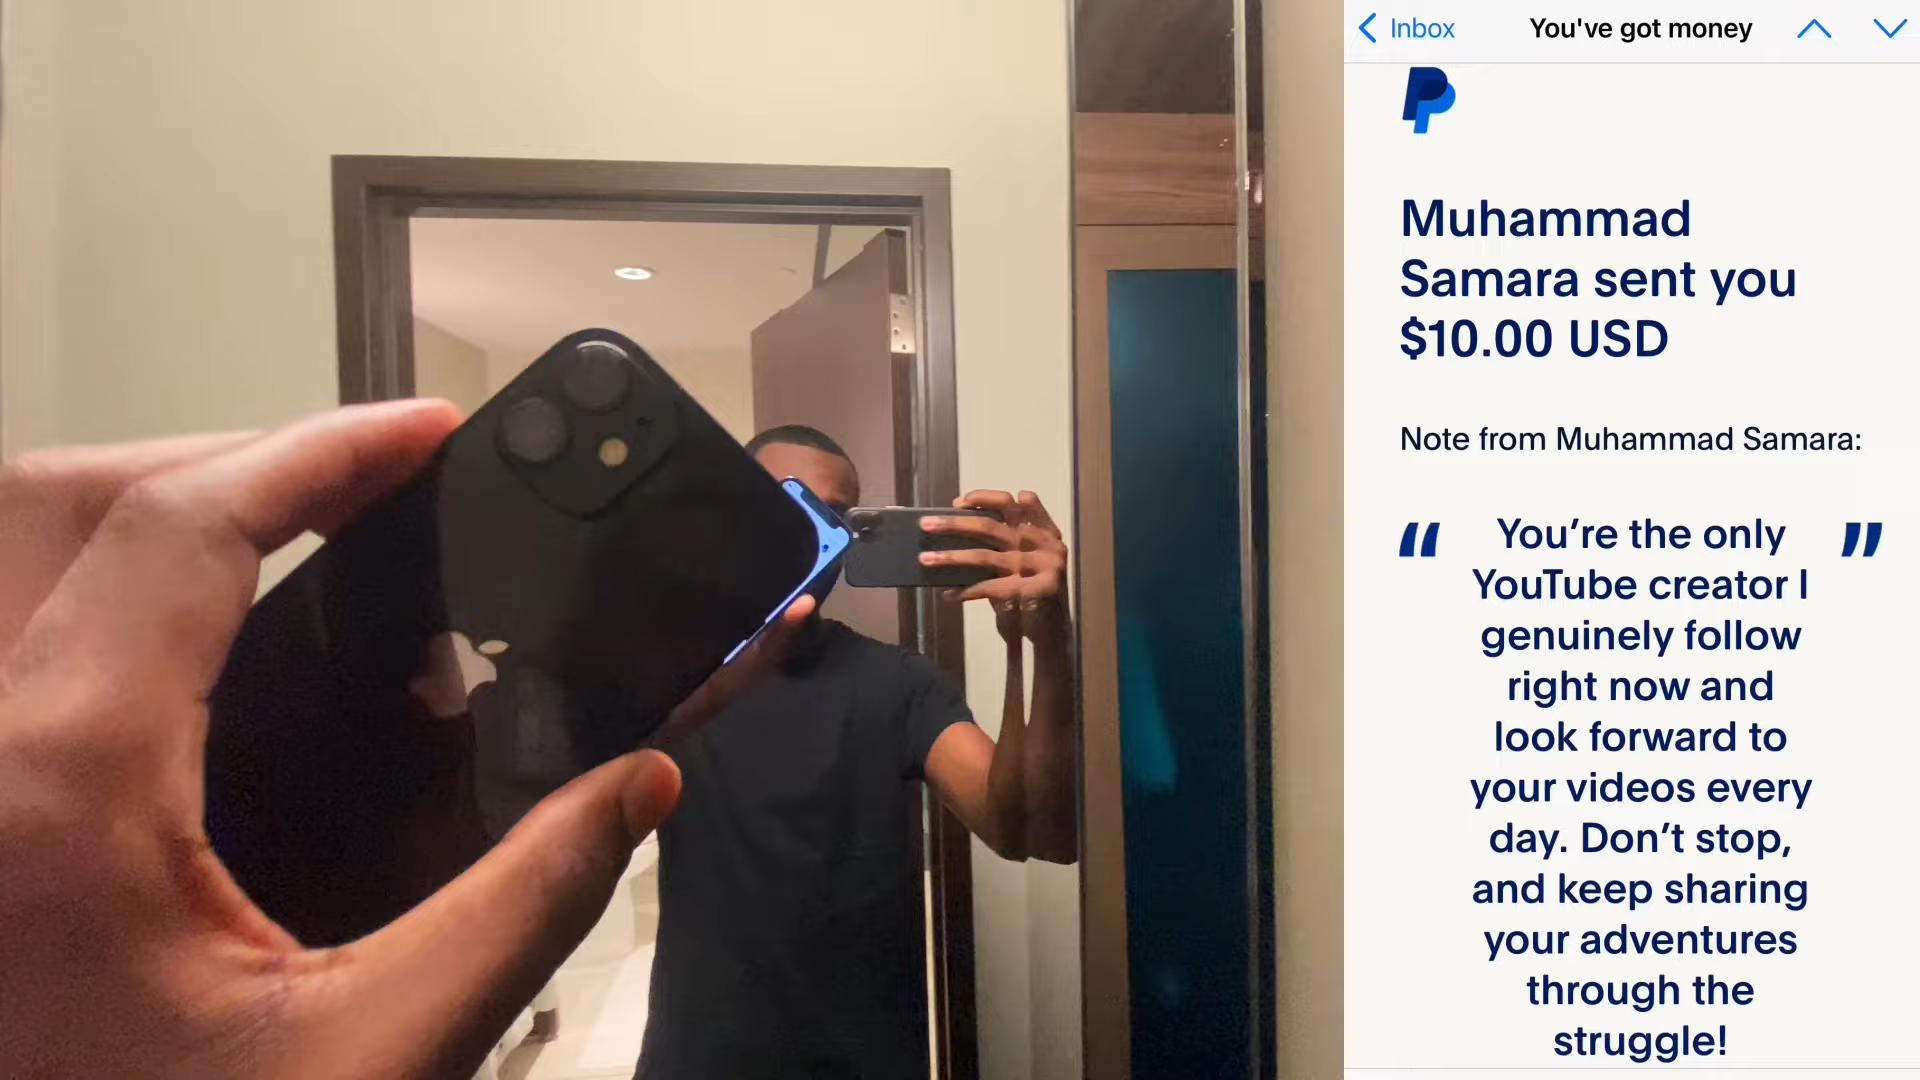 Inbox
You've got money
Muhammad
Samara sent you
$10.00 USD
Note from Muhammad Samara:
“ You’re the only ”
YouTube creator I
genuinely follow
right now and
look forward to
your videos every
day. Don’t stop,
and keep sharing
your adventures
through the
struggle!